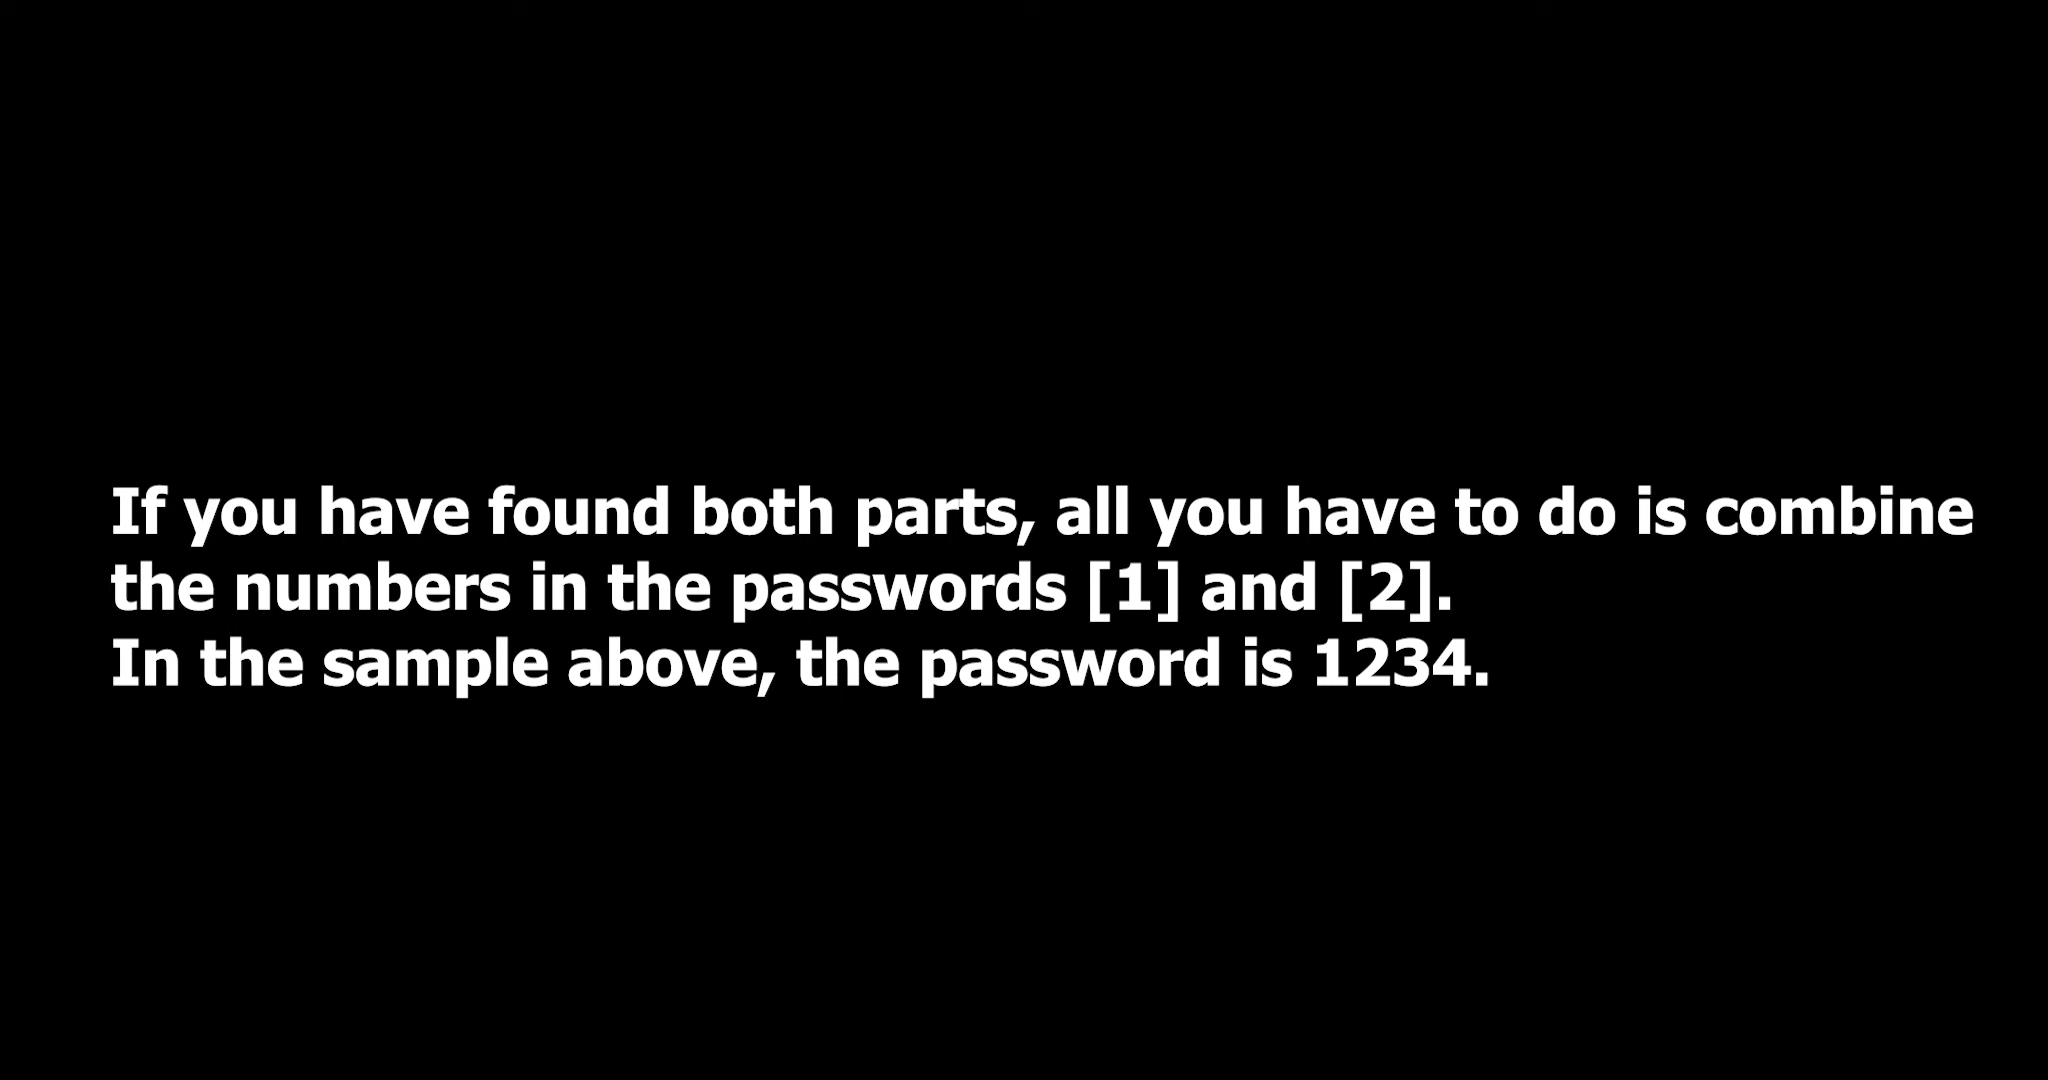 If you have found both parts, all you have to do is combine
the numbers in the passwords [1] and [2].
In the sample above, the password is 1234.